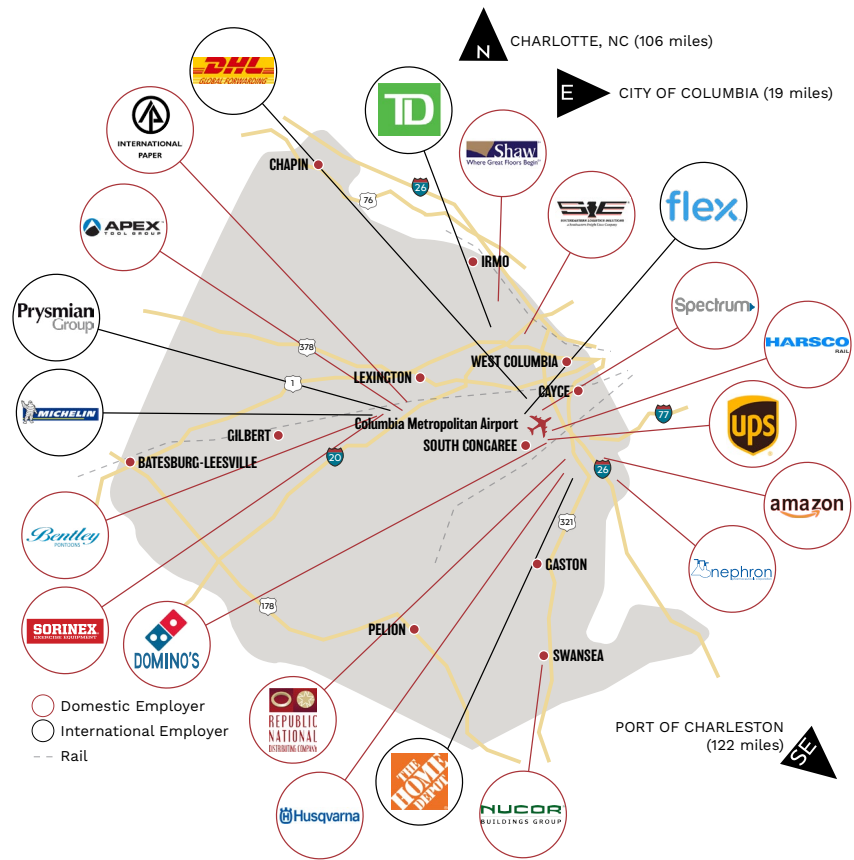 N
CHARLOTTE, NC (106 miles)
E
CITY OF COLUMBIA (19 miles)
DHL
GLOBAL FORWARDING
TD
INTERNATIONAL
PAPER
Shaw
Where Great Floors Begin
CHAPIN
26
76
flex
APEX
TOOL GROUP
IRMO
Spectrum
Prysmian
Group
HARSCO
RAIL
378
WEST COLUMBIA
LEXINGTON
1
CAYCE
MICHELIN
77
ups
Columbia Metropolitan Airport
GILBERT
SOUTH CONGAREE
20
BATESBURG-LEESVILLE
26
amazon
321
Bentley
PONTOONS
nephron
GASTON
178
SORINEX
EXERCISE EQUIPMENT
PELION
DOMINO'S
SWANSEA
Domestic Employer
International Employer
Rail
REPUBLIC
NATIONAL
DISTRIBUTING COMPANY
PORT OF CHARLESTON
(122 miles)
SE
THE
HOME
DEPOT
Husqvarna
NUCOR
BUILDINGS GROUP